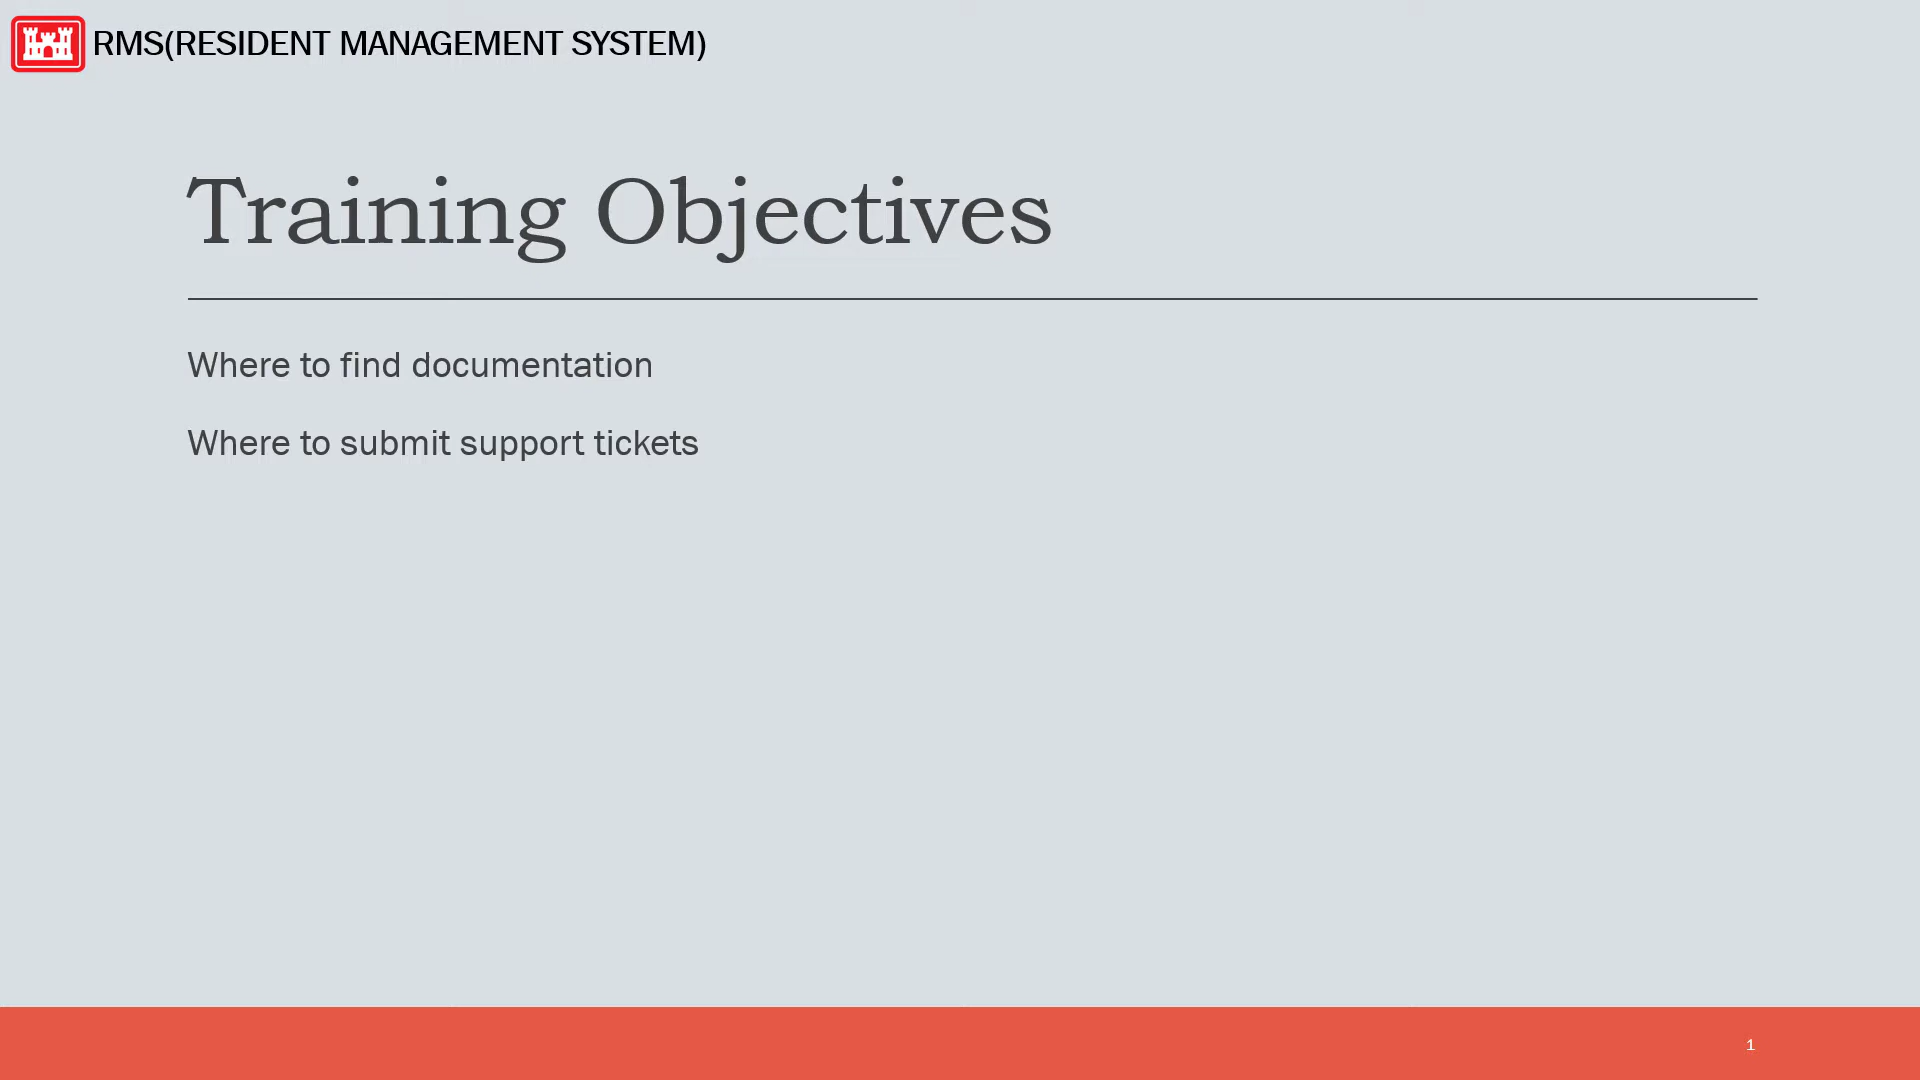 RMS(RESIDENT MANAGEMENT SYSTEM)
Training Objectives
Where to find documentation
Where to submit support tickets
1